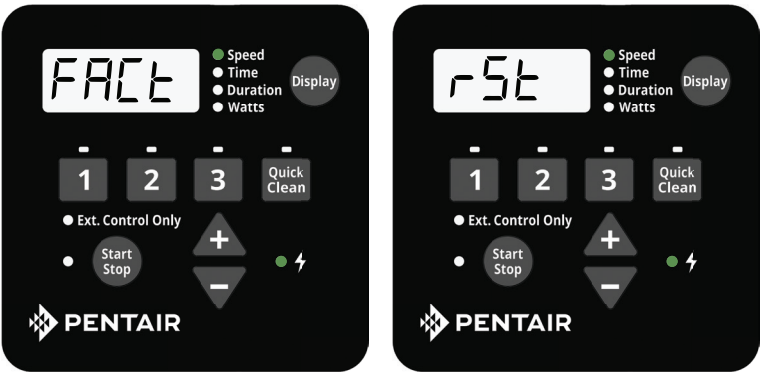 FACt
Speed
Time
Duration
Watts
Display
1 2 3 Quick Clean
Ext. Control Only
Start Stop
+
−
PENTAIR
rSt
Speed
Time
Duration
Watts
Display
1 2 3 Quick Clean
Ext. Control Only
Start Stop
+
−
PENTAIR